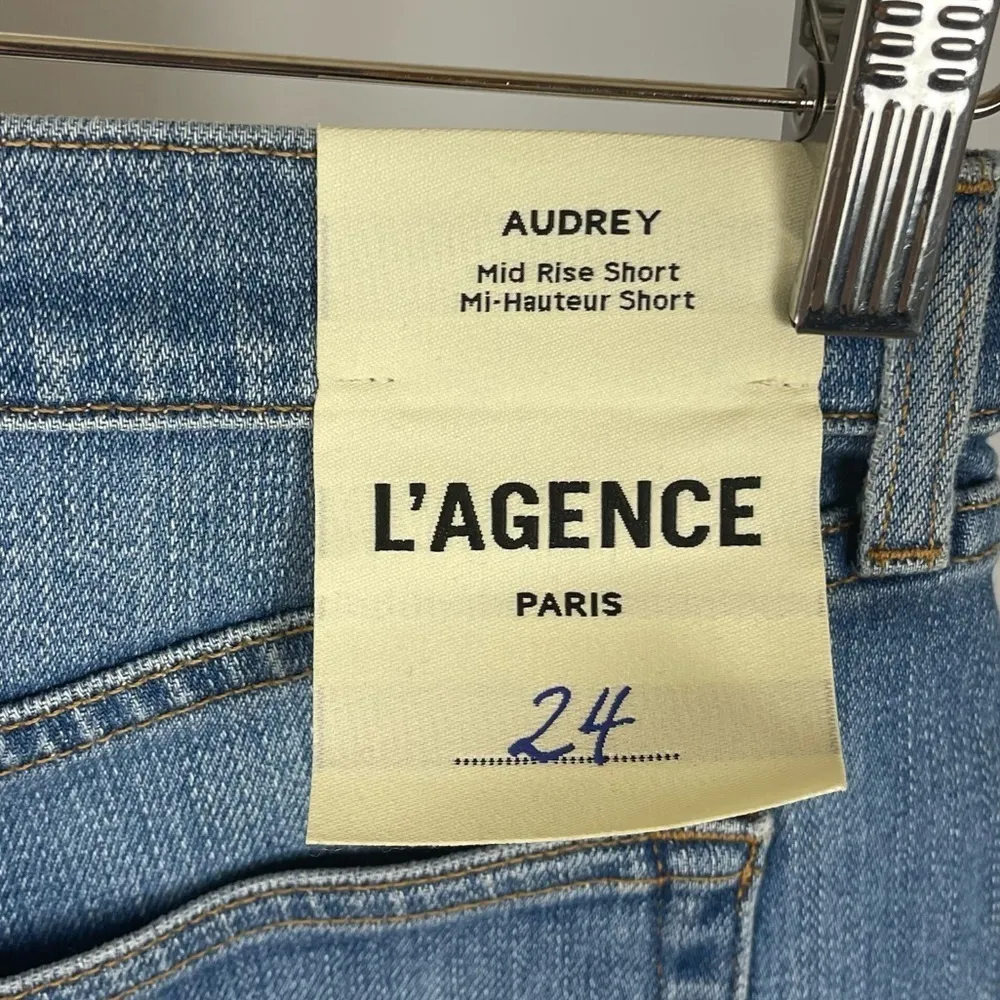 AUDREY
Mid Rise Short
Mi-Hauteur Short
L'AGENCE
PARIS
24